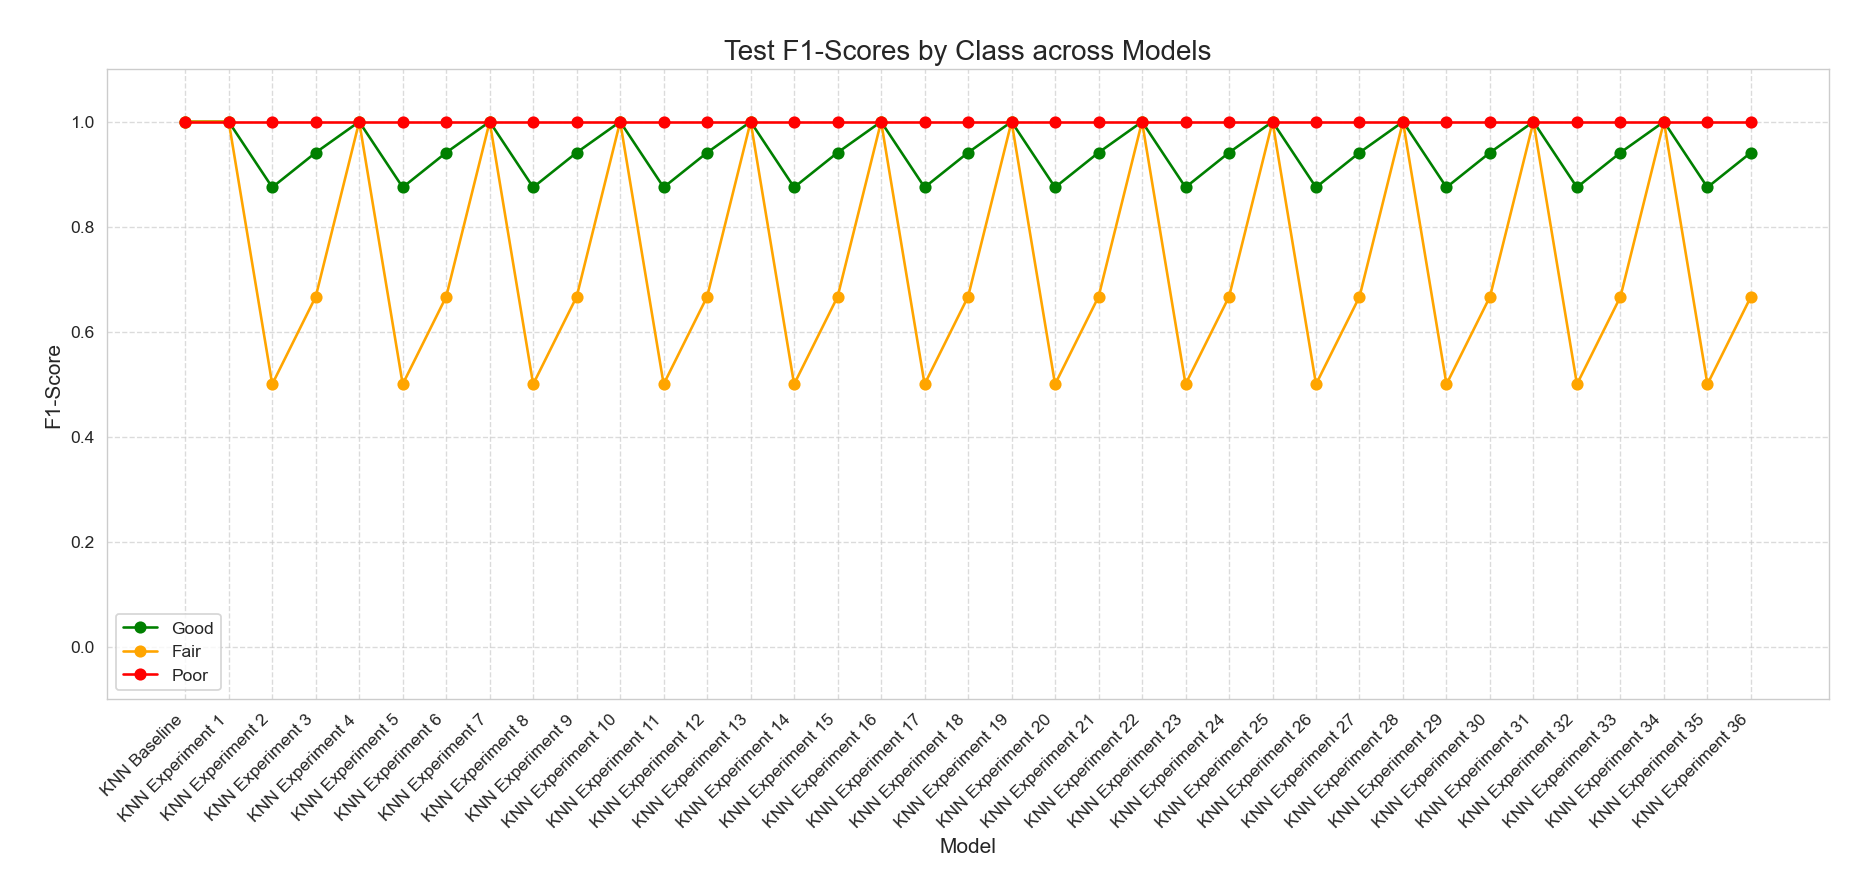 Test F1-Scores by Class across Models
F1-Score
1.0
0.8
0.6
0.4
0.2
0.0
Good
Fair
Poor
KNN Baseline
KNN Experiment 1
KNN Experiment 2
KNN Experiment 3
KNN Experiment 4
KNN Experiment 5
KNN Experiment 6
KNN Experiment 7
KNN Experiment 8
KNN Experiment 9
KNN Experiment 10
KNN Experiment 11
KNN Experiment 12
KNN Experiment 13
KNN Experiment 14
KNN Experiment 15
KNN Experiment 16
KNN Experiment 17
KNN Experiment 18
KNN Experiment 19
KNN Experiment 20
KNN Experiment 21
KNN Experiment 22
KNN Experiment 23
KNN Experiment 24
KNN Experiment 25
KNN Experiment 26
KNN Experiment 27
KNN Experiment 28
KNN Experiment 29
KNN Experiment 30
KNN Experiment 31
KNN Experiment 32
KNN Experiment 33
KNN Experiment 34
KNN Experiment 35
KNN Experiment 36
Model